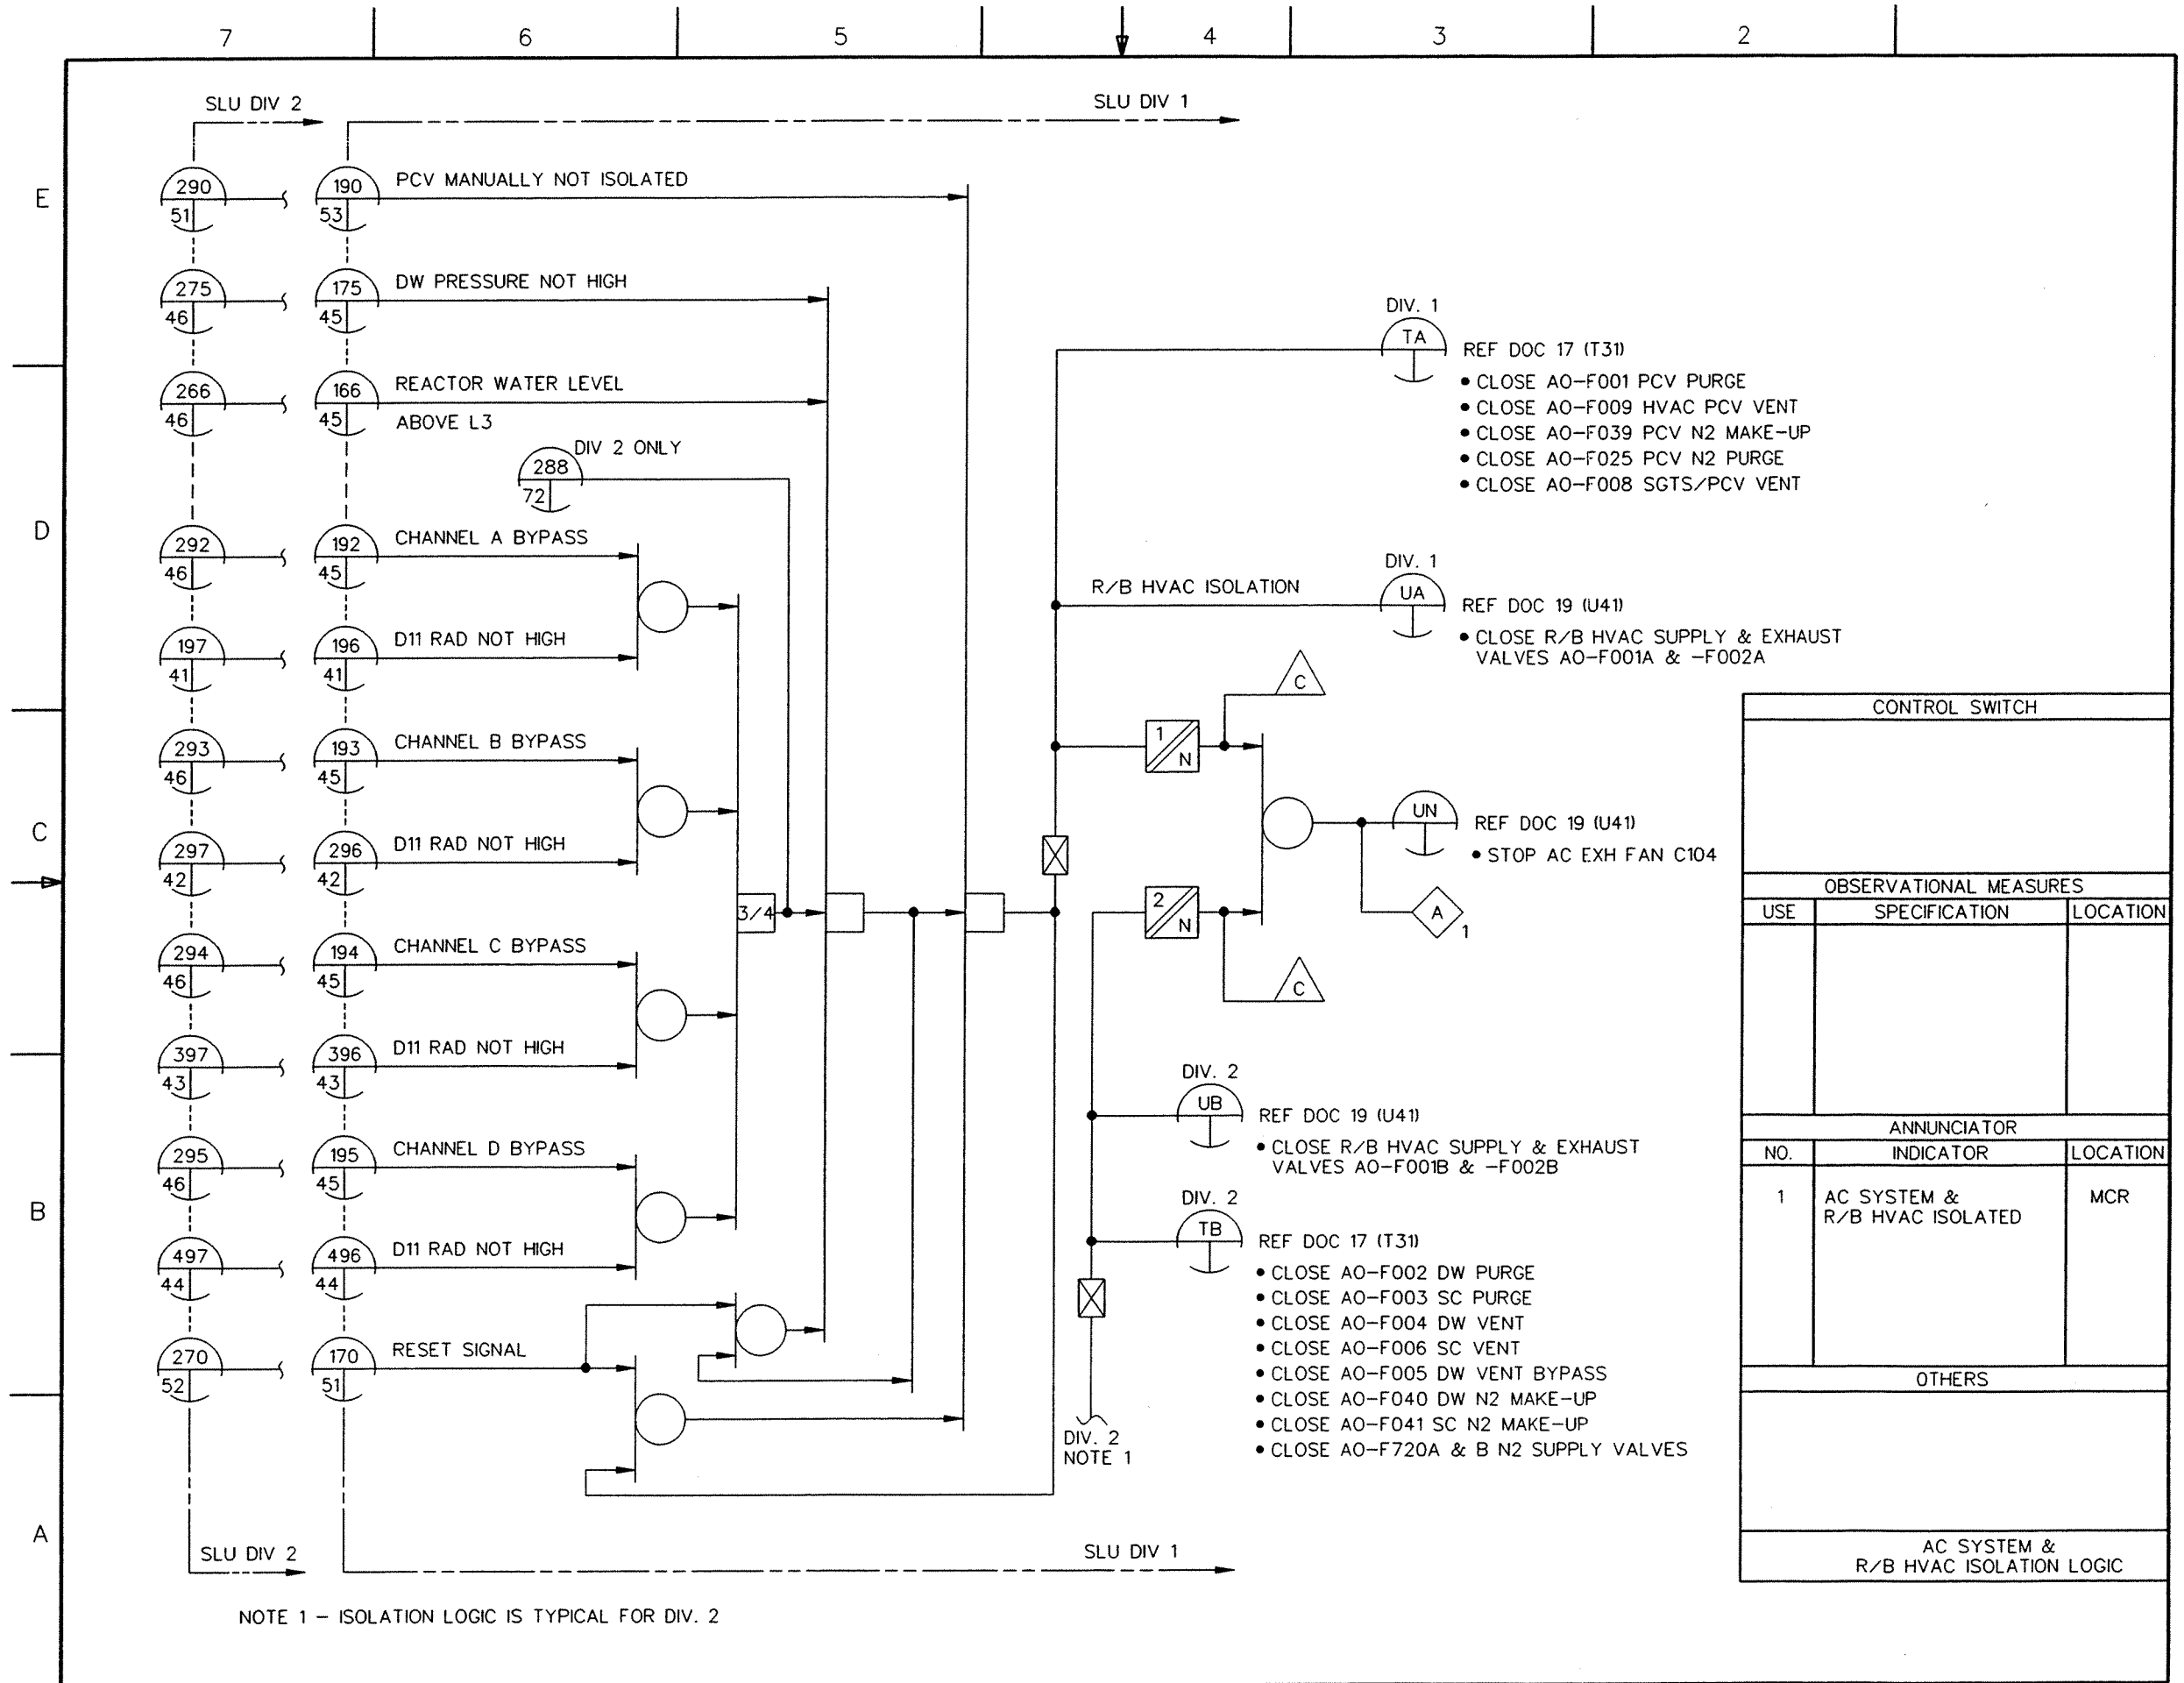 7 6 5 4 3 2
SLU DIV 2
SLU DIV 1
E
290
51
190
53
PCV MANUALLY NOT ISOLATED
275
46
175
45
DW PRESSURE NOT HIGH
266
46
166
45
REACTOR WATER LEVEL
ABOVE L3
288
72
DIV 2 ONLY
D
292
46
192
45
CHANNEL A BYPASS
197
41
196
41
D11 RAD NOT HIGH
293
46
193
45
CHANNEL B BYPASS
C
297
42
296
42
D11 RAD NOT HIGH
294
46
194
45
CHANNEL C BYPASS
397
43
396
43
D11 RAD NOT HIGH
295
46
195
45
CHANNEL D BYPASS
B
497
44
496
44
D11 RAD NOT HIGH
270
52
170
51
RESET SIGNAL
3/4
A
SLU DIV 2
SLU DIV 1
NOTE 1 – ISOLATION LOGIC IS TYPICAL FOR DIV. 2
DIV. 1
TA
REF DOC 17 (T31)
• CLOSE AO-F001 PCV PURGE
• CLOSE AO-F009 HVAC PCV VENT
• CLOSE AO-F039 PCV N2 MAKE-UP
• CLOSE AO-F025 PCV N2 PURGE
• CLOSE AO-F008 SGTS/PCV VENT
R/B HVAC ISOLATION
DIV. 1
UA
REF DOC 19 (U41)
• CLOSE R/B HVAC SUPPLY & EXHAUST
VALVES AO-F001A & -F002A
C
1
N
UN
REF DOC 19 (U41)
• STOP AC EXH FAN C104
2
N
A
1
C
DIV. 2
UB
REF DOC 19 (U41)
• CLOSE R/B HVAC SUPPLY & EXHAUST
VALVES AO-F001B & -F002B
DIV. 2
TB
REF DOC 17 (T31)
• CLOSE AO-F002 DW PURGE
• CLOSE AO-F003 SC PURGE
• CLOSE AO-F004 DW VENT
• CLOSE AO-F006 SC VENT
• CLOSE AO-F005 DW VENT BYPASS
• CLOSE AO-F040 DW N2 MAKE-UP
• CLOSE AO-F041 SC N2 MAKE-UP
• CLOSE AO-F720A & B N2 SUPPLY VALVES
DIV. 2
NOTE 1
CONTROL SWITCH
OBSERVATIONAL MEASURES
USE SPECIFICATION LOCATION
ANNUNCIATOR
NO. INDICATOR LOCATION
1 AC SYSTEM & MCR
R/B HVAC ISOLATED
OTHERS
AC SYSTEM &
R/B HVAC ISOLATION LOGIC